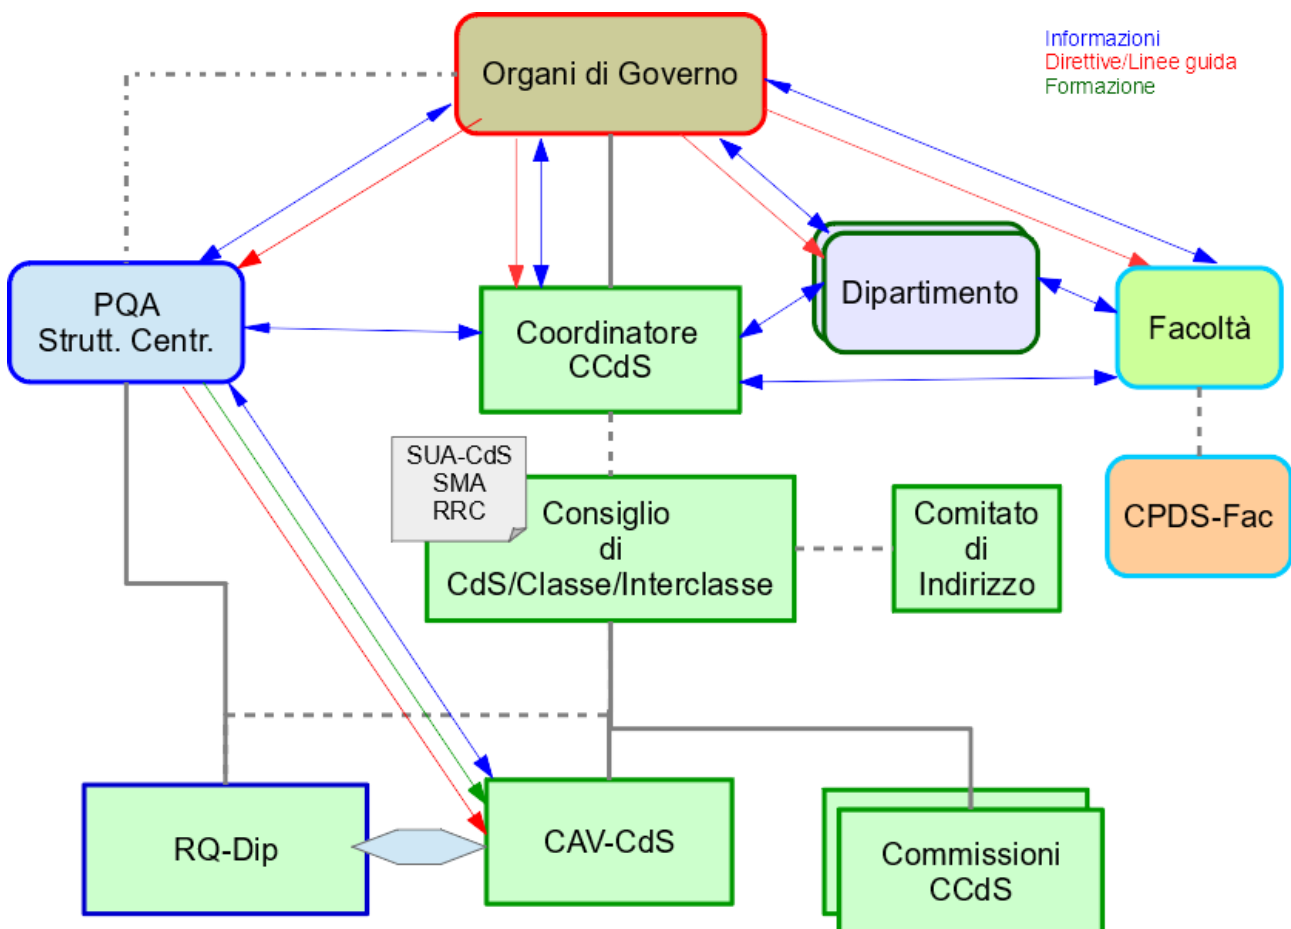 Informazioni
Direttive/Linee guida
Formazione
Organi di Governo
PQA
Strutt. Centr.
Coordinatore
CCdS
Dipartimento
Facoltà
SUA-CdS
SMA
RRC
Consiglio
di
CdS/Classe/Interclasse
Comitato
di
Indirizzo
CPDS-Fac
RQ-Dip
CAV-CdS
Commissioni
CCdS